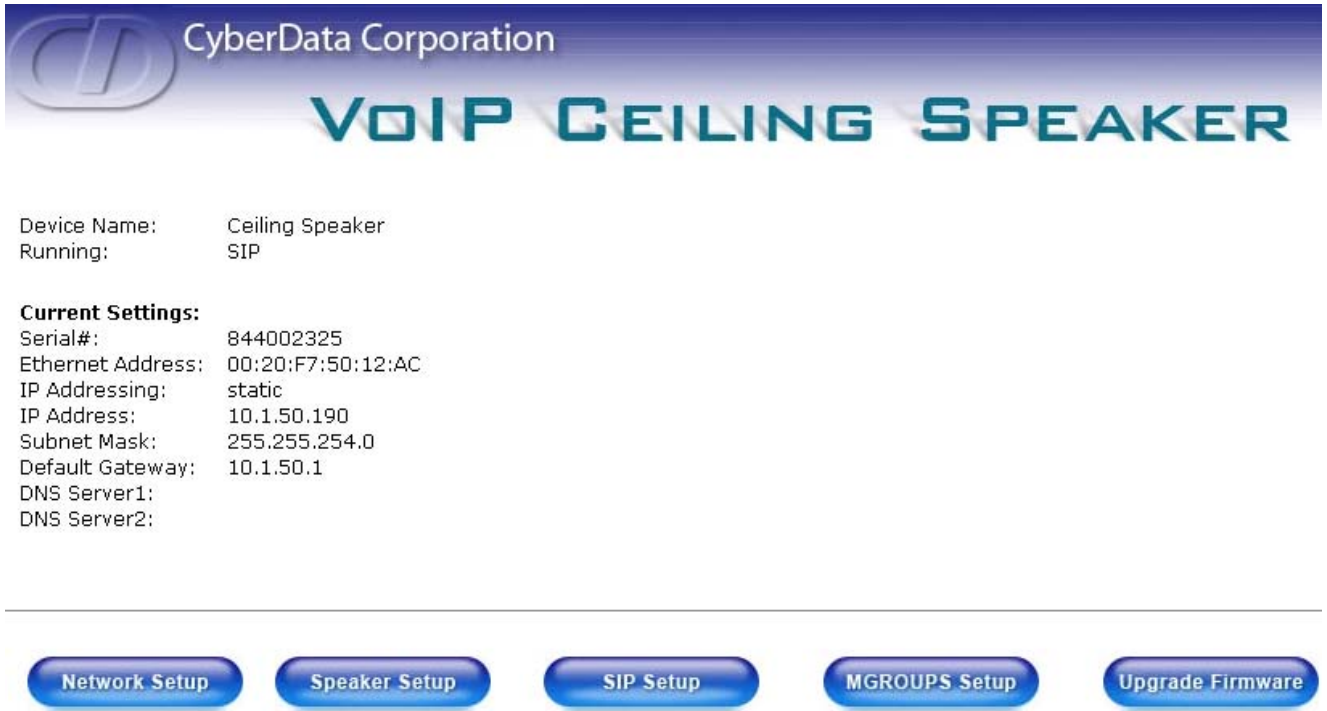 CyberData Corporation
VoIP Ceiling Speaker
Device Name: Ceiling Speaker
Running: SIP
Current Settings:
Serial#: 844002325
Ethernet Address: 00:20:F7:50:12:AC
IP Addressing: static
IP Address: 10.1.50.190
Subnet Mask: 255.255.254.0
Default Gateway: 10.1.50.1
DNS Server1:
DNS Server2:
Network Setup Speaker Setup SIP Setup MGROUPS Setup Upgrade Firmware